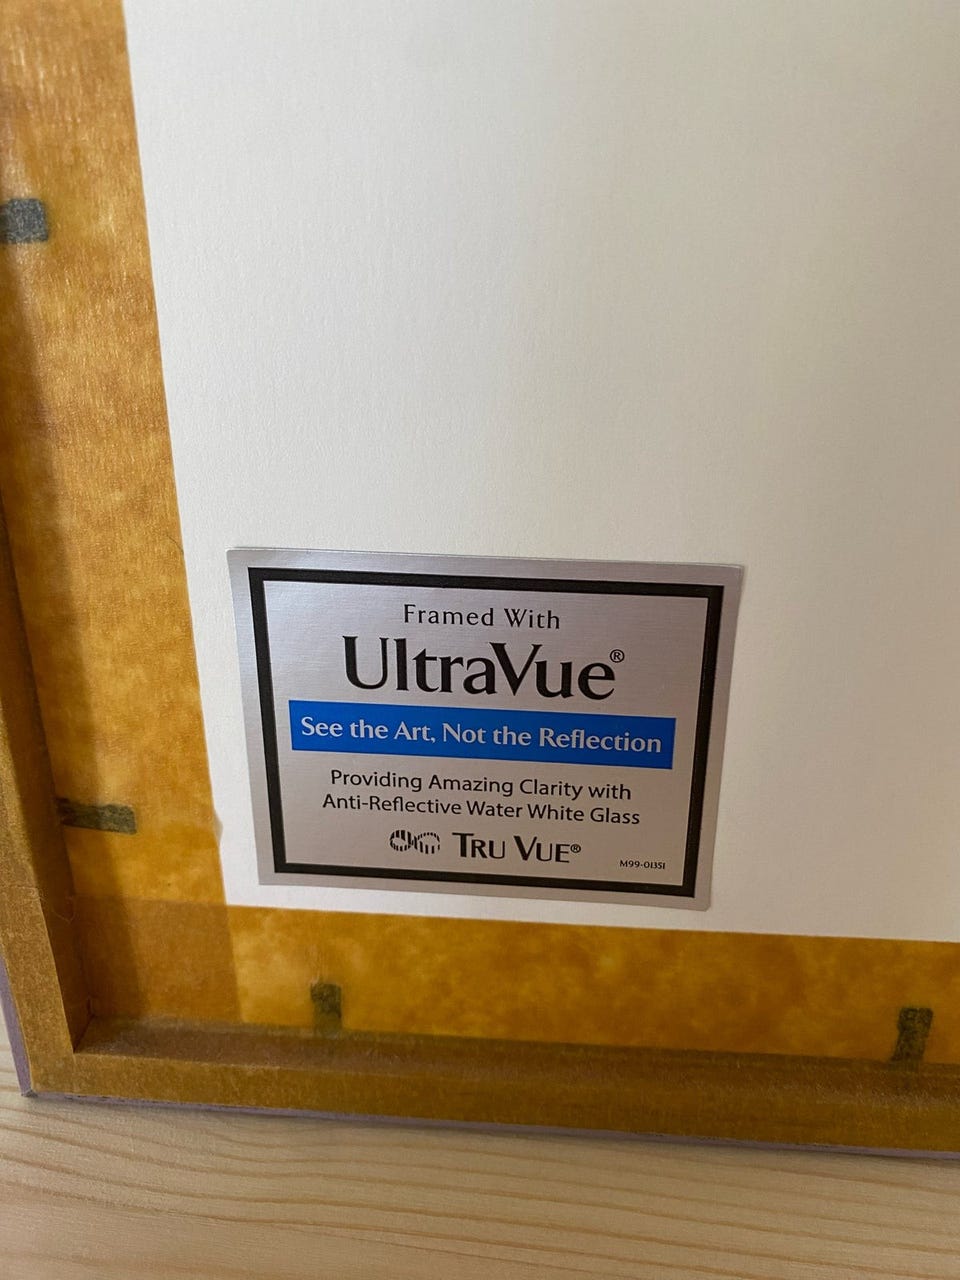 Framed With
UltraVue®
See the Art, Not the Reflection
Providing Amazing Clarity with
Anti-Reflective Water White Glass
TRU VUE®
M99-01351